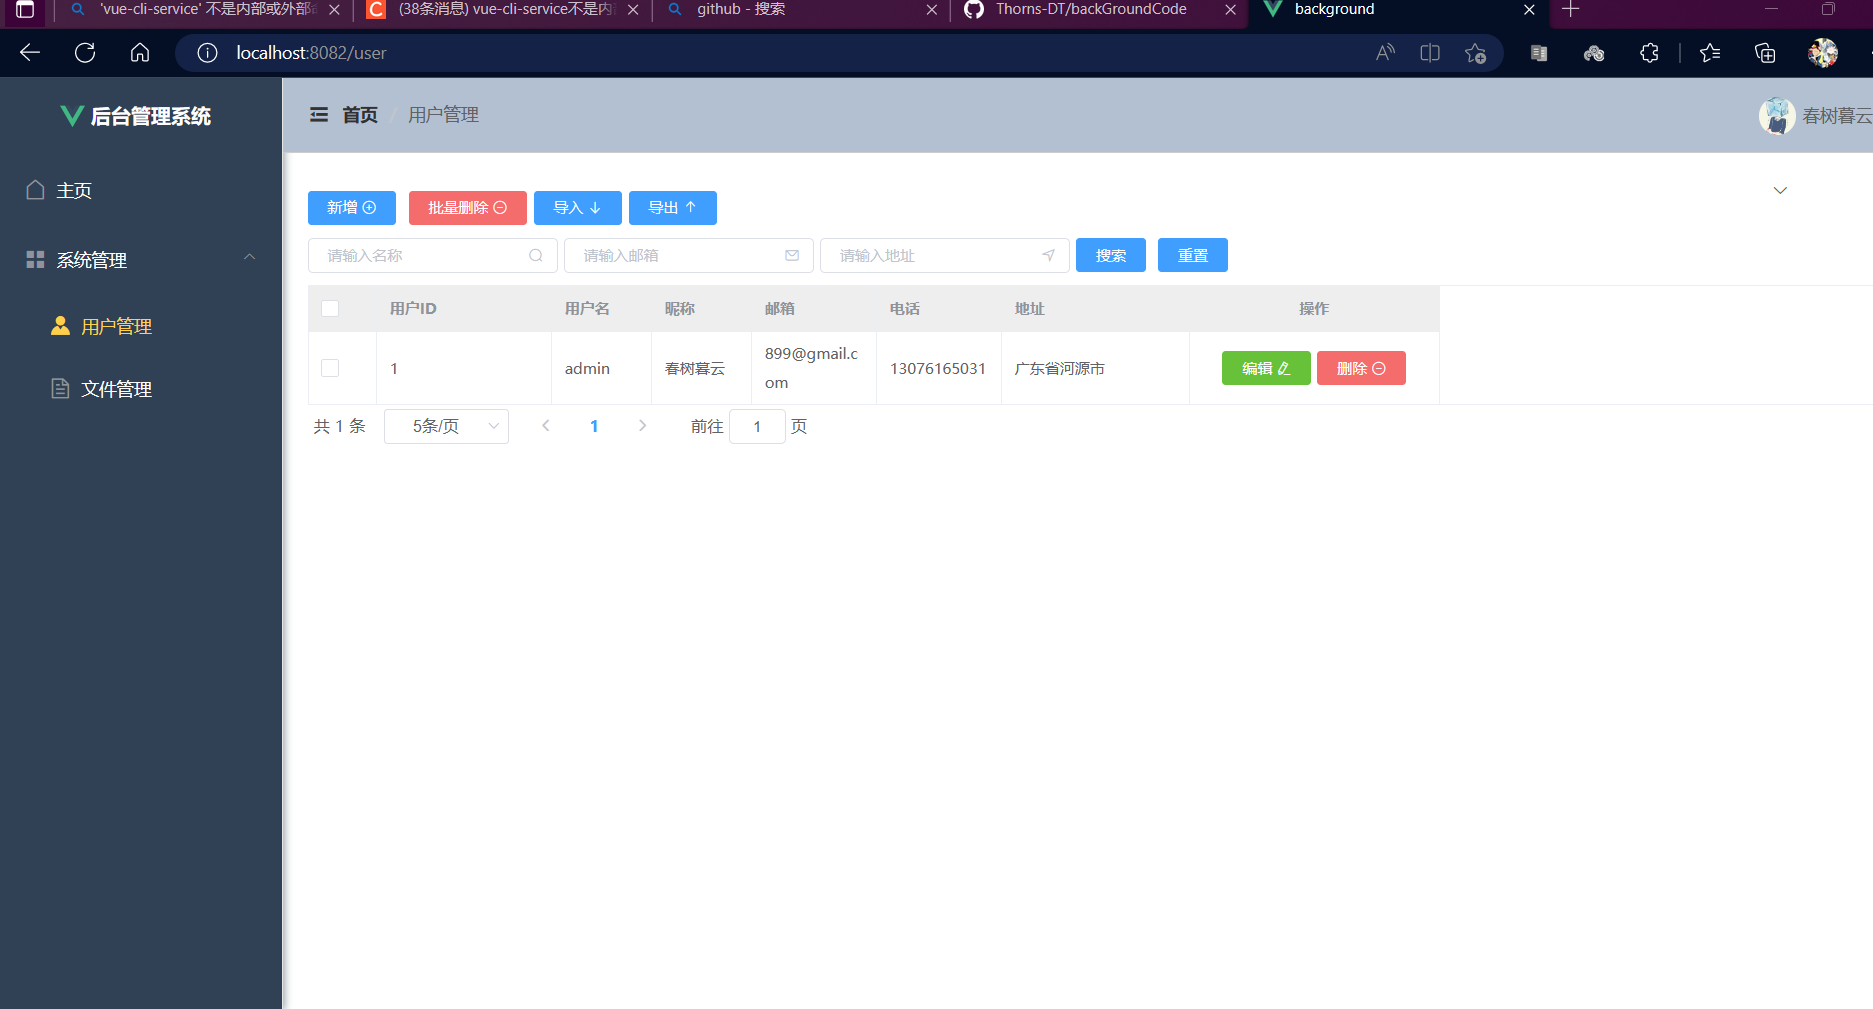 'vue-cli-service' 不是内部或外部
(38条消息) vue-cli-service不是内
github - 搜索
Thorns-DT/backGroundCode
background
localhost:8082/user
后台管理系统
首页 / 用户管理
春树暮云
主页
系统管理
用户管理
文件管理
新增 批量删除 导入 导出
请输入名称 请输入邮箱 请输入地址 搜索 重置
用户ID 用户名 昵称 邮箱 电话 地址 操作
1 admin 春树暮云 899@gmail.c
om 13076165031 广东省河源市 编辑 删除
共 1 条 5条/页 1 前往 1 页